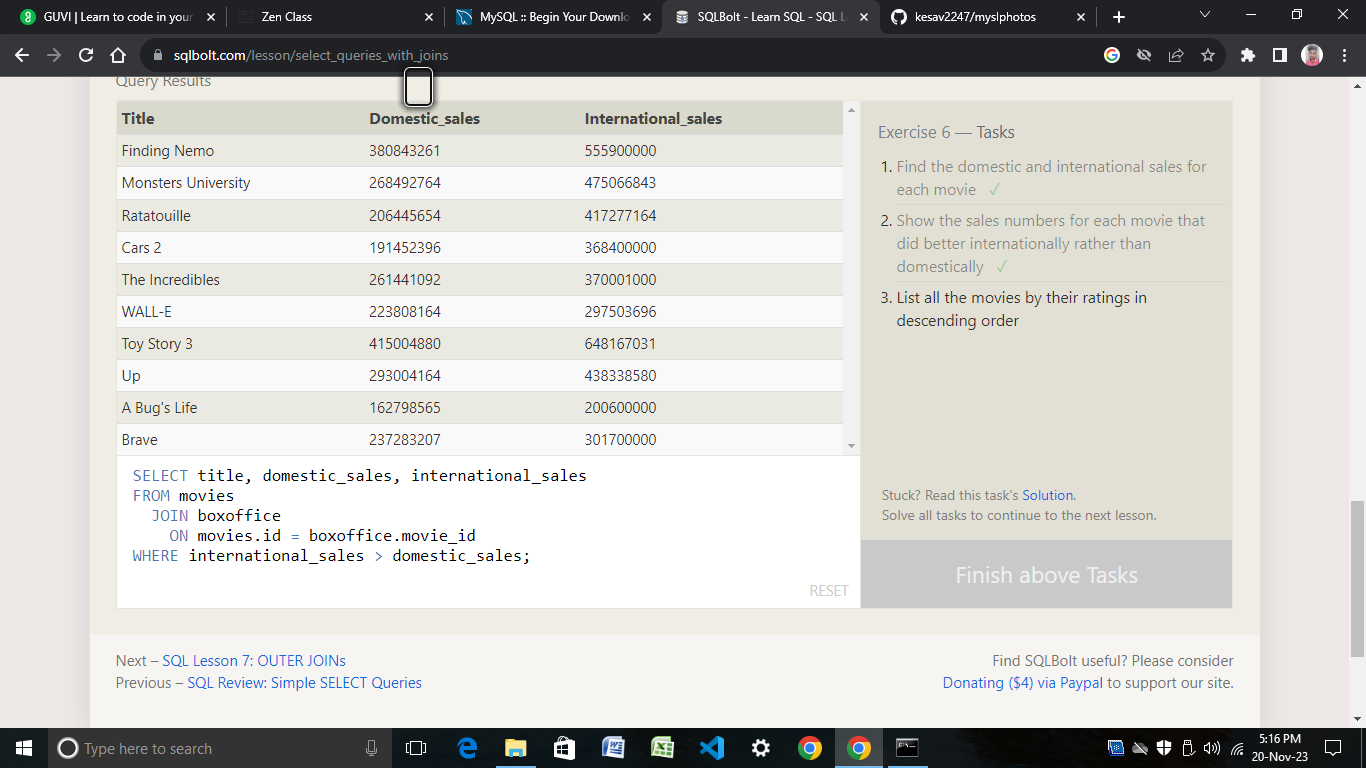 GUVI | Learn to code in your
Zen Class
MySQL :: Begin Your Downlo
SQLBolt - Learn SQL - SQL L
kesav2247/myslphotos
sqlbolt.com/lesson/select_queries_with_joins
Query Results
Title Domestic_sales International_sales
Finding Nemo 380843261 555900000
Monsters University 268492764 475066843
Ratatouille 206445654 417277164
Cars 2 191452396 368400000
The Incredibles 261441092 370001000
WALL-E 223808164 297503696
Toy Story 3 415004880 648167031
Up 293004164 438338580
A Bug's Life 162798565 200600000
Brave 237283207 301700000
SELECT title, domestic_sales, international_sales
FROM movies
JOIN boxoffice
ON movies.id = boxoffice.movie_id
WHERE international_sales > domestic_sales;
RESET
Exercise 6 — Tasks
1. Find the domestic and international sales for
each movie ✓
2. Show the sales numbers for each movie that
did better internationally rather than
domestically ✓
3. List all the movies by their ratings in
descending order
Stuck? Read this task's Solution.
Solve all tasks to continue to the next lesson.
Finish above Tasks
Next – SQL Lesson 7: OUTER JOINs
Previous – SQL Review: Simple SELECT Queries
Find SQLBolt useful? Please consider
Donating ($4) via Paypal to support our site.
Type here to search
5:16 PM
20-Nov-23